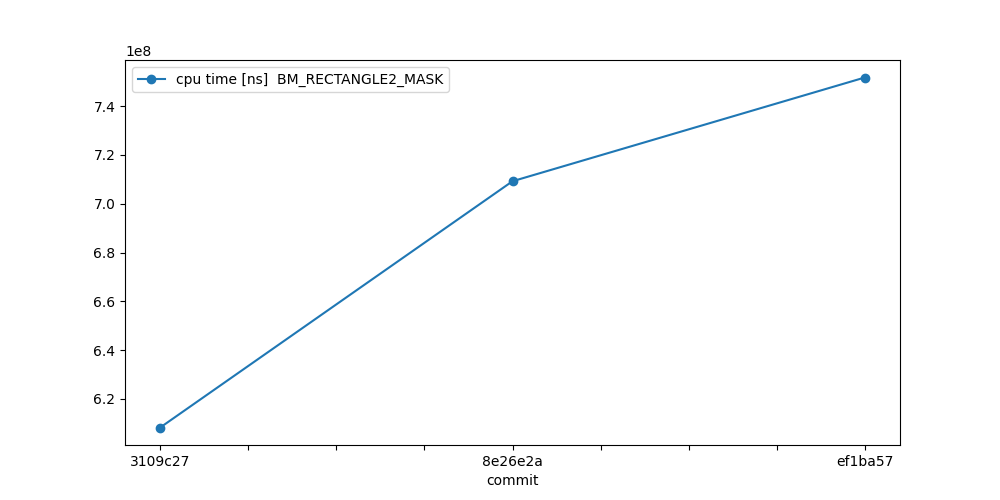 1e8
cpu time [ns]  BM_RECTANGLE2_MASK
7.4
7.2
7.0
6.8
6.6
6.4
6.2
3109c27 8e26e2a ef1ba57
commit